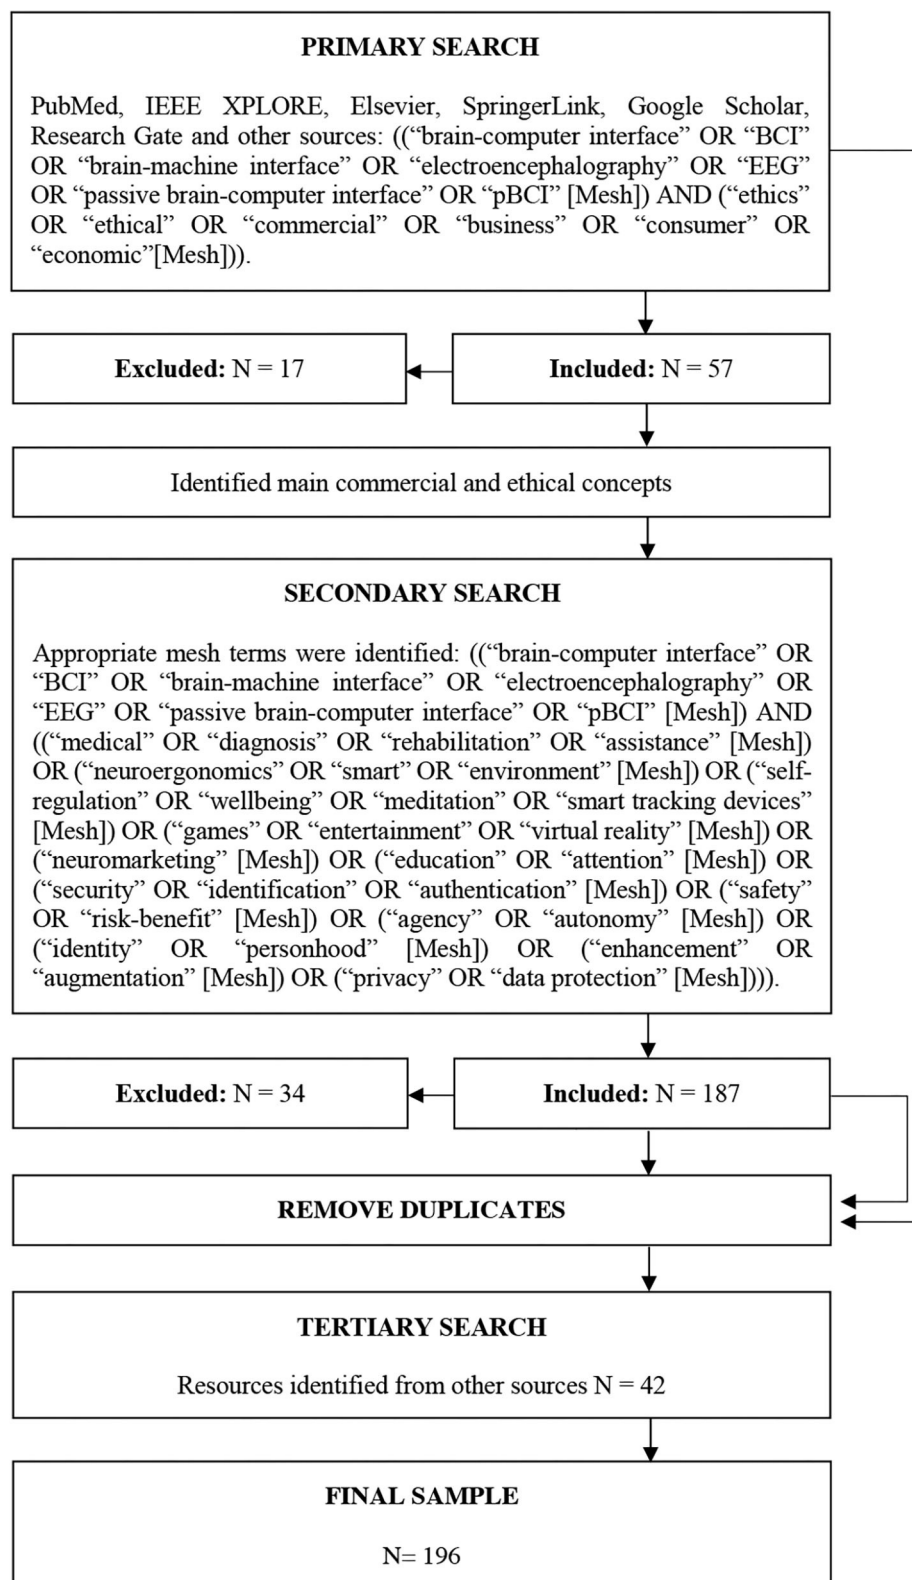 PRIMARY SEARCH
PubMed, IEEE XPLORE, Elsevier, SpringerLink, Google Scholar,
Research Gate and other sources: ((“brain-computer interface” OR “BCI”
OR “brain-machine interface” OR “electroencephalography” OR “EEG”
OR “passive brain-computer interface” OR “pBCI” [Mesh]) AND (“ethics”
OR “ethical” OR “commercial” OR “business” OR “consumer” OR
“economic”[Mesh])).
Excluded: N = 17
Included: N = 57
Identified main commercial and ethical concepts
SECONDARY SEARCH
Appropriate mesh terms were identified: ((“brain-computer interface” OR
“BCI” OR “brain-machine interface” OR “electroencephalography” OR
“EEG” OR “passive brain-computer interface” OR “pBCI” [Mesh]) AND
((“medical” OR “diagnosis” OR “rehabilitation” OR “assistance” [Mesh])
OR (“neuroergonomics” OR “smart” OR “environment” [Mesh]) OR (“self-
regulation” OR “wellbeing” OR “meditation” OR “smart tracking devices”
[Mesh]) OR (“games” OR “entertainment” OR “virtual reality” [Mesh]) OR
(“neuromarketing” [Mesh]) OR (“education” OR “attention” [Mesh]) OR
(“security” OR “identification” OR “authentication” [Mesh]) OR (“safety”
OR “risk-benefit” [Mesh]) OR (“agency” OR “autonomy” [Mesh]) OR
(“identity” OR “personhood” [Mesh]) OR (“enhancement” OR
“augmentation” [Mesh]) OR (“privacy” OR “data protection” [Mesh]))).
Excluded: N = 34
Included: N = 187
REMOVE DUPLICATES
TERTIARY SEARCH
Resources identified from other sources N = 42
FINAL SAMPLE
N= 196